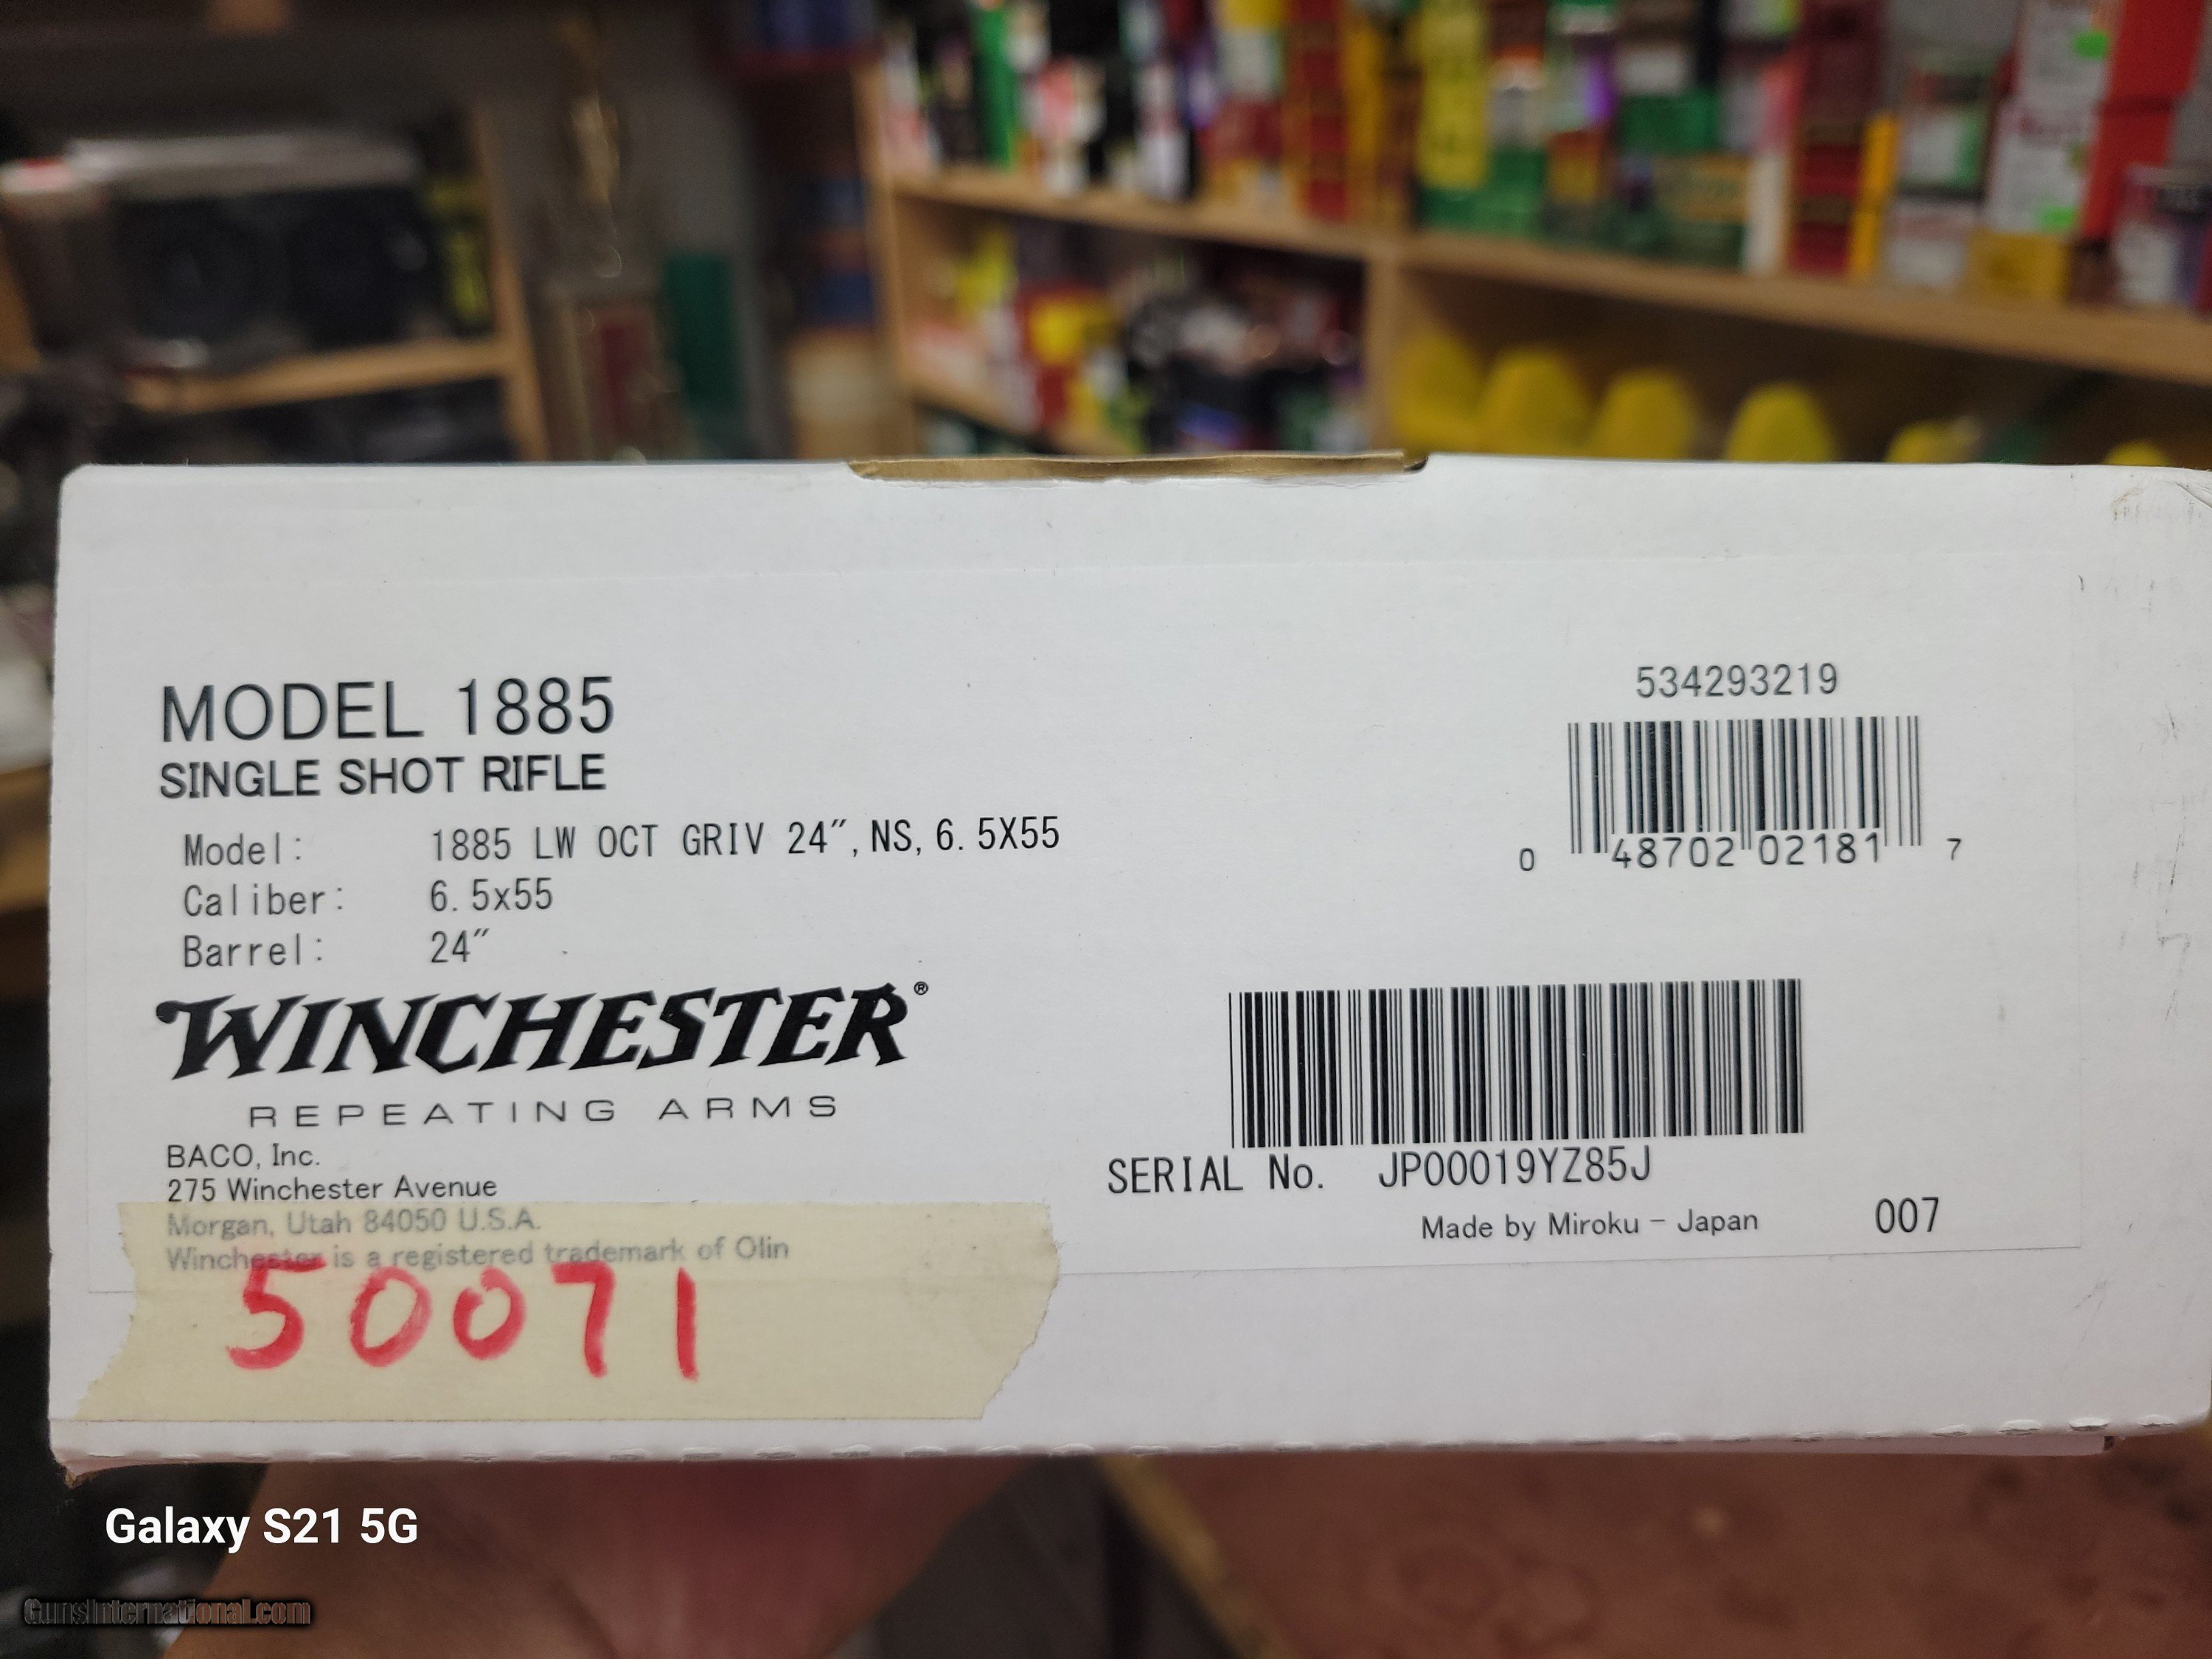 MODEL 1885
SINGLE SHOT RIFLE
Model: 1885 LW OCT GRIV 24″, NS, 6.5X55
Caliber: 6.5x55
Barrel: 24″
WINCHESTER®
REPEATING ARMS
BACO, Inc.
275 Winchester Avenue
Morgan, Utah 84050 U.S.A.
Winchester is a registered trademark of Olin
50071
534293219
0 48702 02181 7
SERIAL No. JP00019YZ85J
Made by Miroku - Japan 007
Galaxy S21 5G
GunsInternational.com